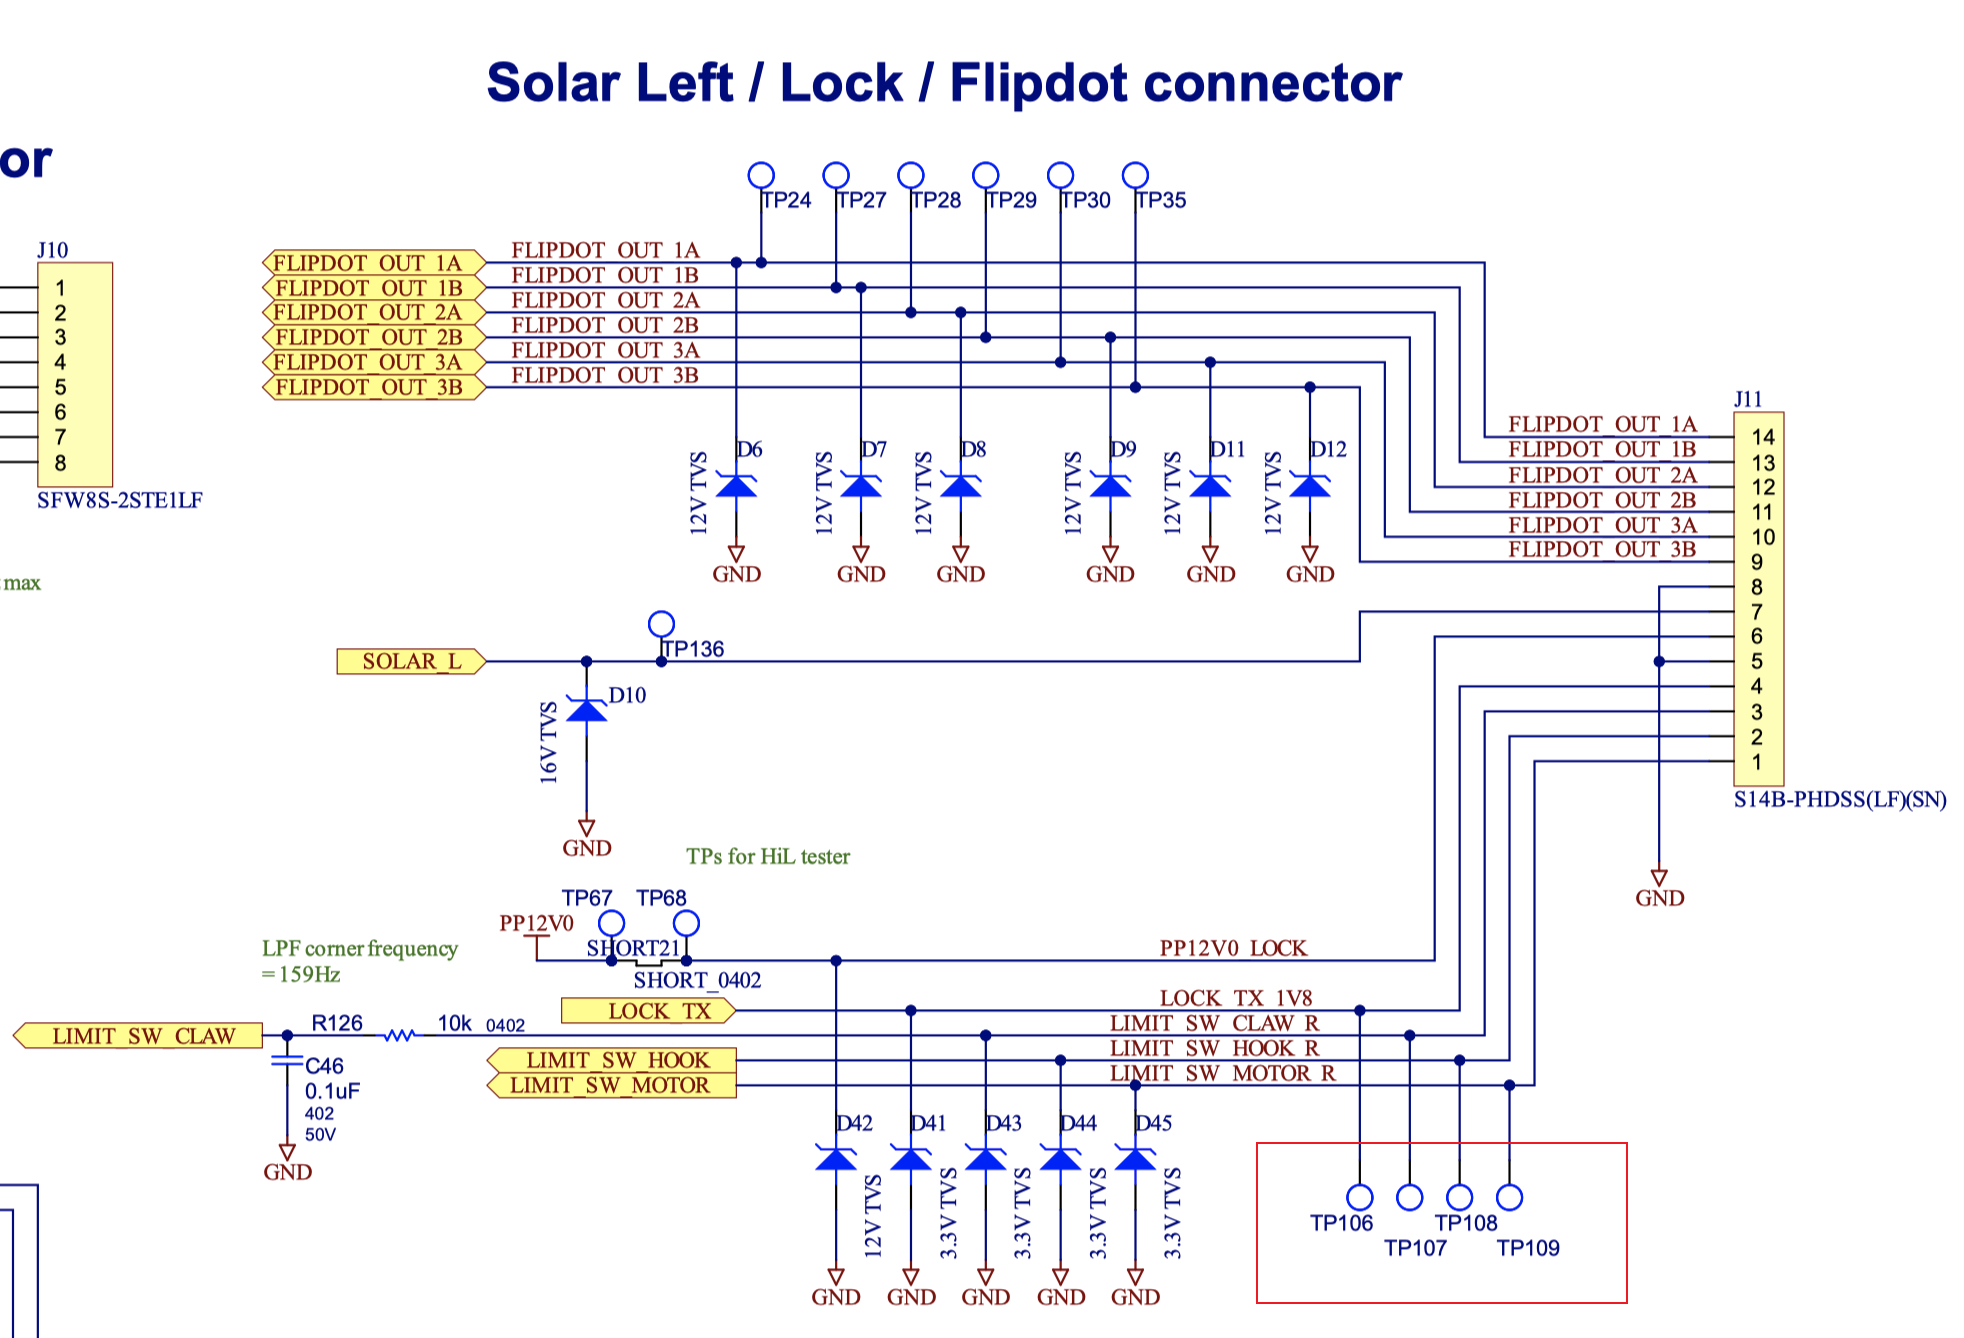 Solar Left / Lock / Flipdot connector
or
TP24
TP27
TP28
TP29
TP30
TP35
J10
1
2
3
4
5
6
7
8
SFW8S-2STE1LF
max
FLIPDOT_OUT_1A
FLIPDOT_OUT_1B
FLIPDOT_OUT_2A
FLIPDOT_OUT_2B
FLIPDOT_OUT_3A
FLIPDOT_OUT_3B
FLIPDOT_OUT_1A
FLIPDOT_OUT_1B
FLIPDOT_OUT_2A
FLIPDOT_OUT_2B
FLIPDOT_OUT_3A
FLIPDOT_OUT_3B
D6
12V TVS
GND
D7
12V TVS
GND
D8
12V TVS
GND
D9
12V TVS
GND
D11
12V TVS
GND
D12
12V TVS
GND
J11
FLIPDOT_OUT_1A
FLIPDOT_OUT_1B
FLIPDOT_OUT_2A
FLIPDOT_OUT_2B
FLIPDOT_OUT_3A
FLIPDOT_OUT_3B
14
13
12
11
10
9
8
7
6
5
4
3
2
1
S14B-PHDSS(LF)(SN)
GND
TP136
SOLAR_L
D10
16V TVS
GND
TPs for HiL tester
TP67
TP68
PP12V0
SHORT21
SHORT_0402
PP12V0_LOCK
LPF corner frequency
= 159Hz
LOCK_TX
LOCK_TX_1V8
LIMIT_SW_CLAW
R126
10k
0402
LIMIT_SW_CLAW_R
LIMIT_SW_HOOK
LIMIT_SW_HOOK_R
LIMIT_SW_MOTOR
LIMIT_SW_MOTOR_R
C46
0.1uF
402
50V
GND
D42
12V TVS
GND
D41
3.3V TVS
GND
D43
3.3V TVS
GND
D44
3.3V TVS
GND
D45
3.3V TVS
GND
TP106
TP108
TP107
TP109